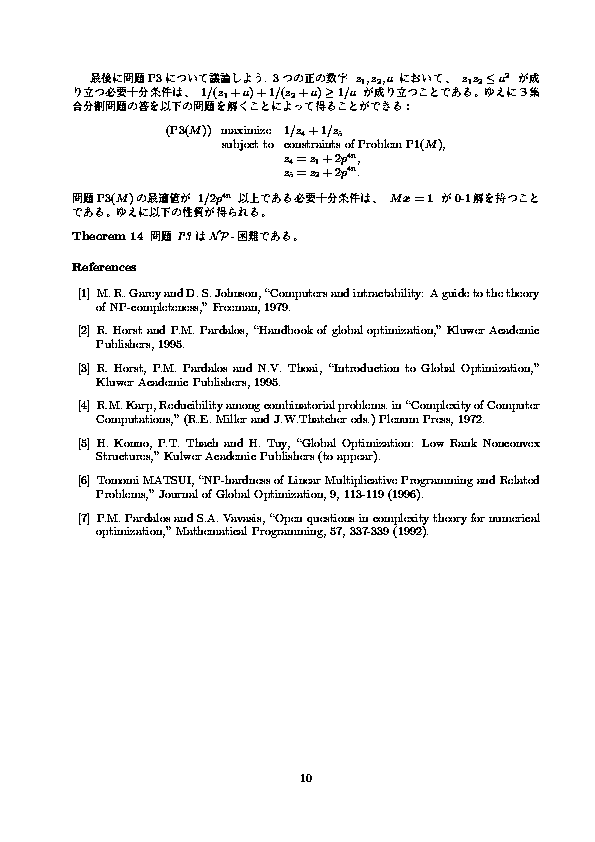 最後に問題P3について議論しよう. 3つの正の数字 z₁,z₂,a において、 z₁z₂ ≤ a² が成
り立つ必要十分条件は、 1/(z₁ + a) + 1/(z₂ + a) ≥ 1/a が成り立つことである。ゆえに3集
合分割問題の答を以下の問題を解くことによって得ることができる：
(P3(M)) maximize 1/z₄ + 1/z₅
subject to constraints of Problem P1(M),
z₄ = z₁ + 2p⁴ⁿ,
z₅ = z₂ + 2p⁴ⁿ.
問題P3(M)の最適値が 1/2p⁴ⁿ 以上である必要十分条件は、 Mx = 1 が0-1解を持つこと
である。ゆえに以下の性質が得られる。
Theorem 14 問題 P3 は NP - 困難である。
References
[1] M. R. Garey and D. S. Johnson, “Computers and intractability: A guide to the theory
of NP-completeness,” Freeman, 1979.
[2] R. Horst and P.M. Pardalos, “Handbook of global optimization,” Kluwer Academic
Publishers, 1995.
[3] R. Horst, P.M. Pardalos and N.V. Thoai, “Introduction to Global Optimization,”
Kluwer Academic Publishers, 1995.
[4] R.M. Karp, Reducibility among combinatorial problems. in “Complexity of Computer
Computations,” (R.E. Miller and J.W.Thatcher eds.) Plenum Press, 1972.
[5] H. Konno, P.T. Thach and H. Tuy, “Global Optimization: Low Rank Nonconvex
Structures,” Kulwer Academic Publishers (to appear).
[6] Tomomi MATSUI, “NP-hardness of Linear Multiplicative Programming and Related
Problems,” Journal of Global Optimization, 9, 113-119 (1996).
[7] P.M. Pardalos and S.A. Vavasis, “Open questions in complexity theory for numerical
optimization,” Mathematical Programming, 57, 337-339 (1992).
10